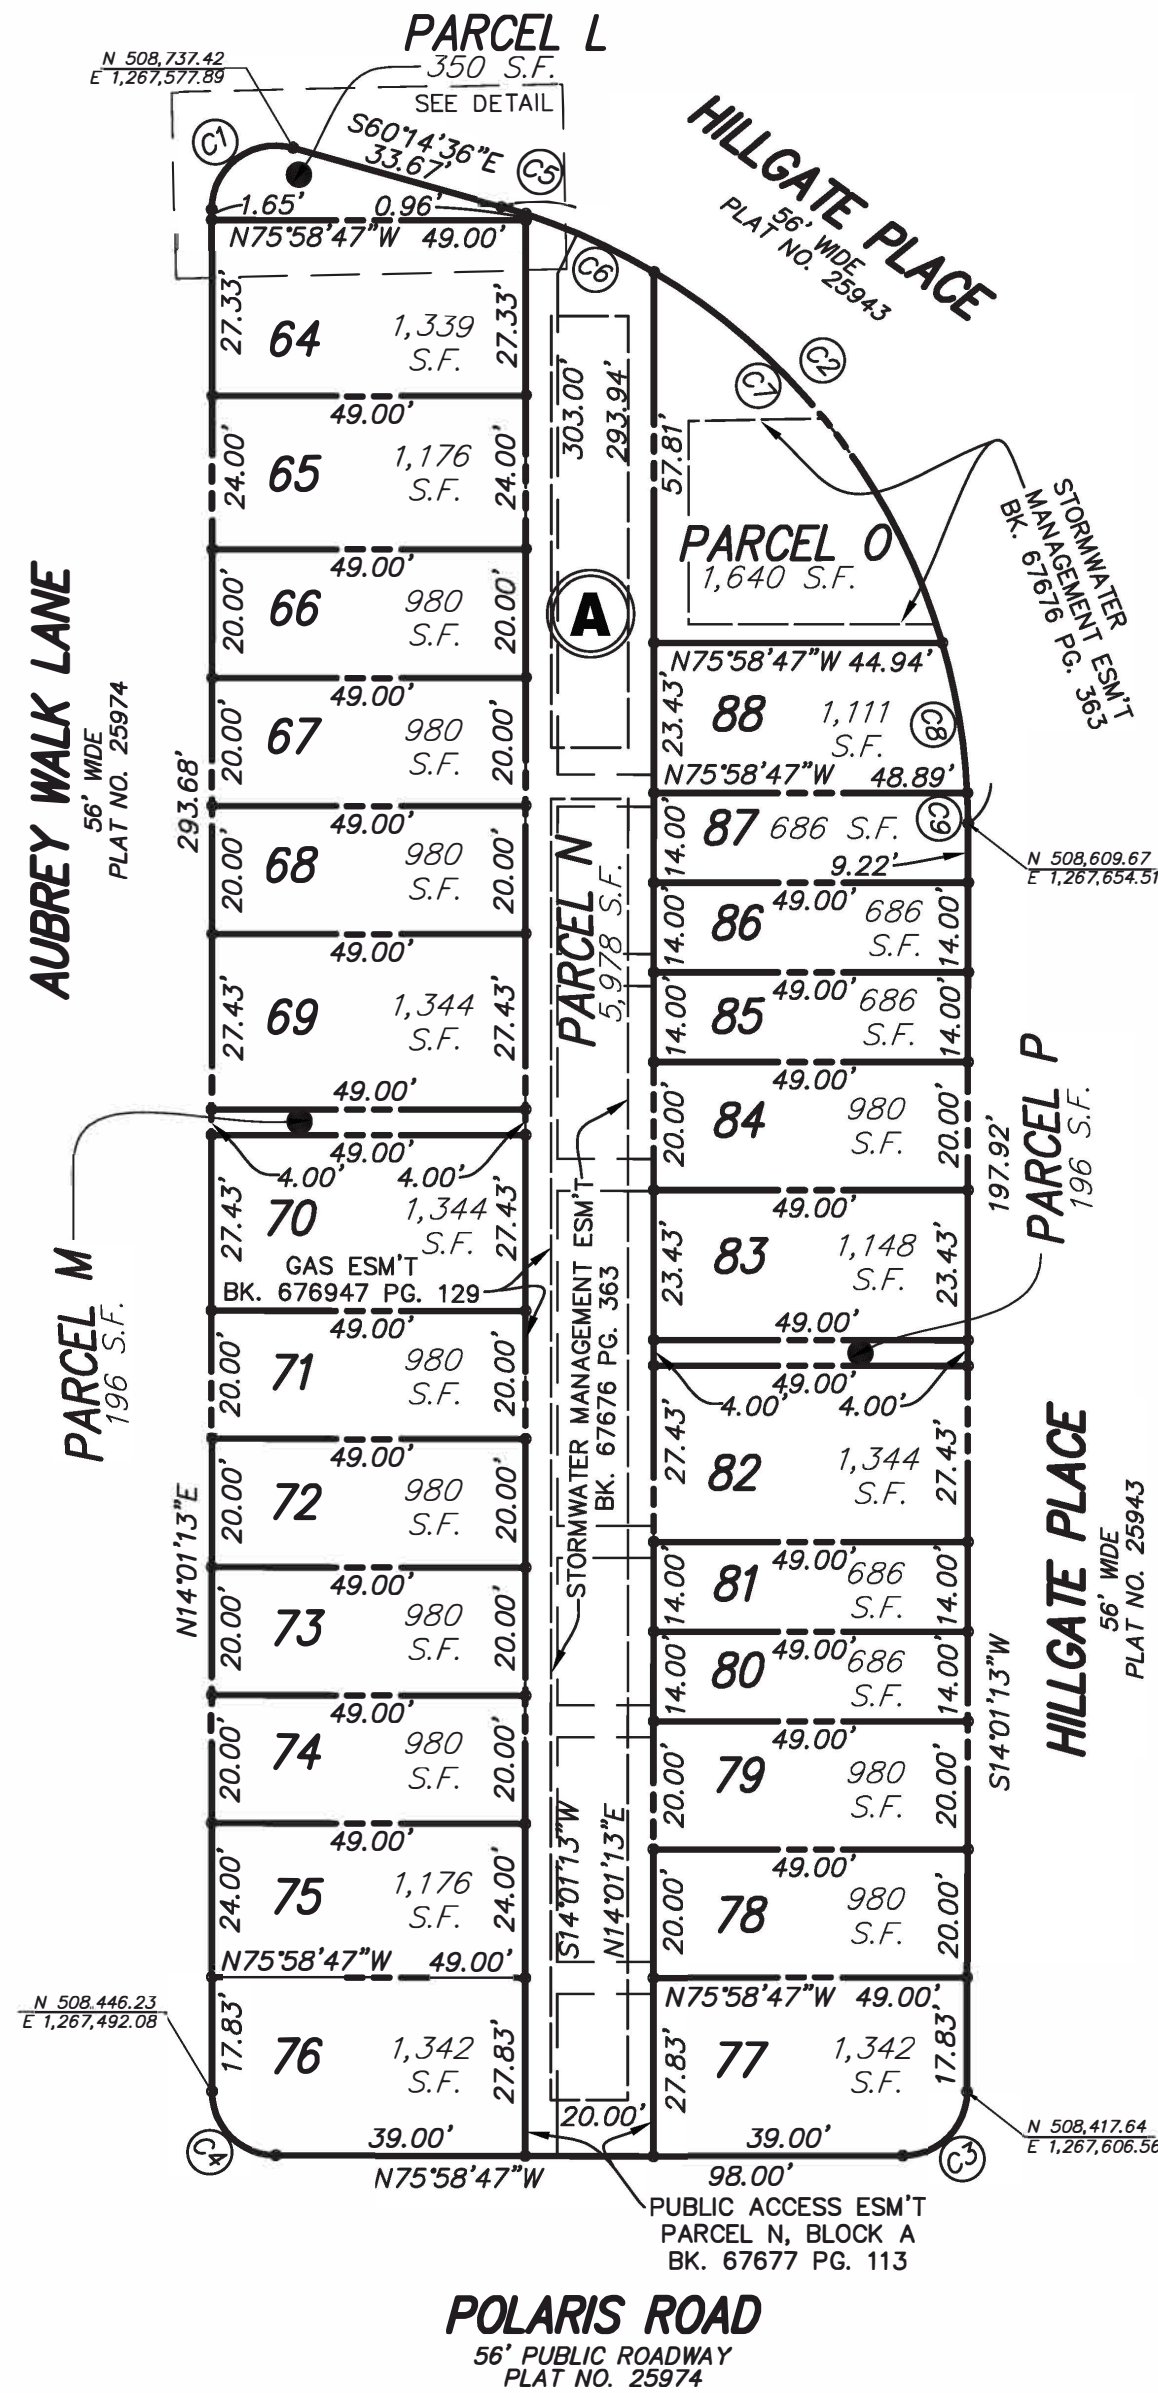 PARCEL L
350 S.F.
SEE DETAIL
N 508,737.42
E 1,267,577.89
C1
S60°14'36"E
33.67'
C5
1.65'
0.96'
N75°58'47"W 49.00'
C6
HILLGATE PLACE
56' WIDE
PLAT NO. 25943
C2
C7
27.33'
64
1,339
S.F.
27.33'
49.00'
24.00'
65
1,176
S.F.
24.00'
49.00'
20.00'
66
980
S.F.
20.00'
49.00'
20.00'
67
980
S.F.
20.00'
49.00'
20.00'
68
980
S.F.
20.00'
49.00'
27.43'
69
1,344
S.F.
27.43'
49.00'
49.00'
4.00'
4.00'
27.43'
70
1,344
S.F.
27.43'
GAS ESM'T
BK. 676947 PG. 129
49.00'
20.00'
71
980
S.F.
20.00'
49.00'
20.00'
72
980
S.F.
20.00'
49.00'
20.00'
73
980
S.F.
20.00'
49.00'
20.00'
74
980
S.F.
20.00'
49.00'
24.00'
75
1,176
S.F.
24.00'
N75°58'47"W 49.00'
17.83'
76
1,342
S.F.
27.83'
N 508,446.23
E 1,267,492.08
C4
39.00'
N75°58'47"W
AUBREY WALK LANE
56' WIDE
PLAT NO. 25974
293.68'
N14°01'13"E
PARCEL M
196 S.F.
303.00'
293.94'
A
PARCEL N
5,978 S.F.
STORMWATER MANAGEMENT ESM'T
BK. 67676 PG. 363
S14°01'13"W
N14°01'13"E
20.00'
57.81'
PARCEL O
1,640 S.F.
STORMWATER
MANAGEMENT ESM'T
BK. 67676 PG. 363
N75°58'47"W 44.94'
23.43'
88
1,111
S.F.
C8
N75°58'47"W 48.89'
14.00'
87
686 S.F.
C9
9.22'
N 508,609.67
E 1,267,654.51
49.00'
14.00'
86
686
S.F.
14.00'
49.00'
14.00'
85
686
S.F.
14.00'
49.00'
20.00'
84
980
S.F.
20.00'
49.00'
23.43'
83
1,148
S.F.
23.43'
49.00'
49.00'
4.00'
4.00'
27.43'
82
1,344
S.F.
27.43'
49.00'
14.00'
81
686
S.F.
14.00'
49.00'
14.00'
80
686
S.F.
14.00'
49.00'
20.00'
79
980
S.F.
20.00'
49.00'
20.00'
78
980
S.F.
20.00'
N75°58'47"W 49.00'
27.83'
77
1,342
S.F.
17.83'
N 508,417.64
E 1,267,606.56
C3
39.00'
98.00'
197.92'
PARCEL P
196 S.F.
HILLGATE PLACE
56' WIDE
PLAT NO. 25943
S14°01'13"W
PUBLIC ACCESS ESM'T
PARCEL N, BLOCK A
BK. 67677 PG. 113
POLARIS ROAD
56' PUBLIC ROADWAY
PLAT NO. 25974